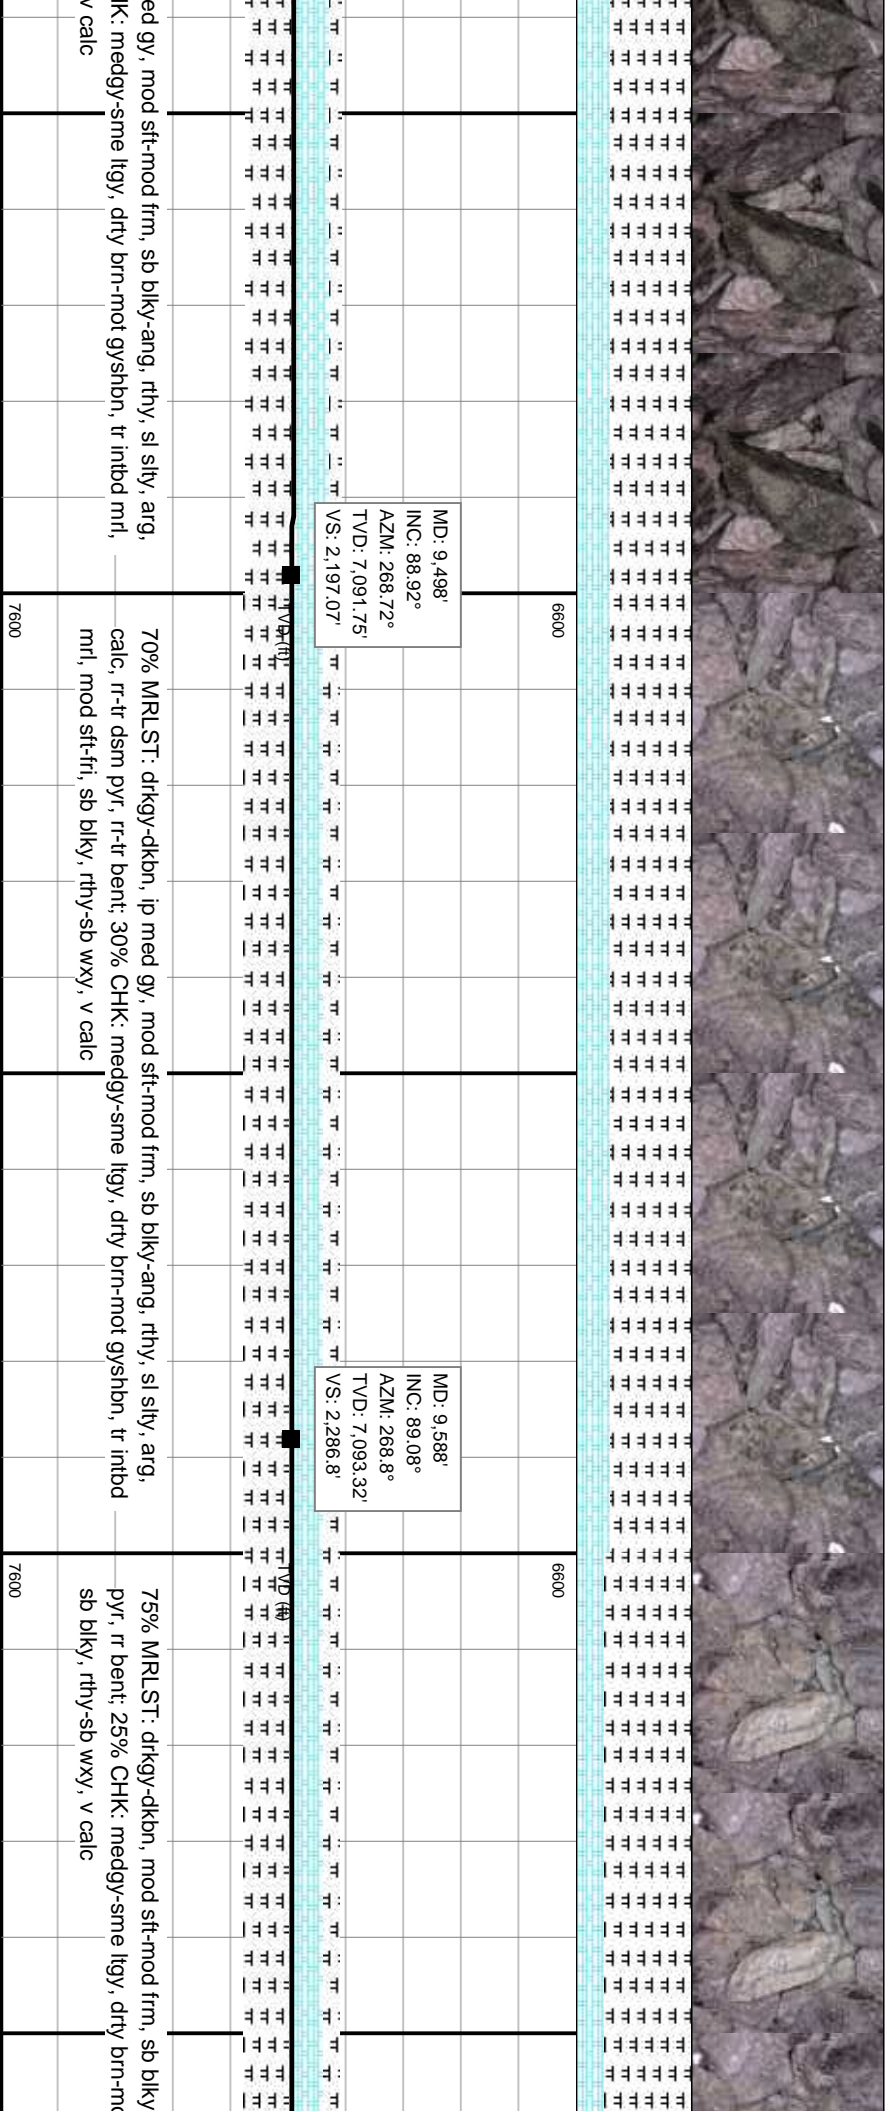 ed gy, mod sft-mod frm, sb blky-ang, rthy, sl slty, arg,
IK: medgy-sme ltgy, drty brn-mot gyshbn, tr intbd mrl,
v calc
MD: 9,498'
INC: 88.92°
AZM: 268.72°
TVD: 7,091.75'
VS: 2,197.07'
6600
TVD (ft)
7600
70% MRLST: drkgy-dkbn, ip med gy, mod sft-mod frm, sb blky-ang, rthy, sl slty, arg,
calc, rr-tr dsm pyr, rr-tr bent; 30% CHK: medgy-sme ltgy, drty brn-mot gyshbn, tr intbd
mrl, mod sft-fri, sb blky, rthy-sb wxy, v calc
MD: 9,588'
INC: 89.08°
AZM: 268.8°
TVD: 7,093.32'
VS: 2,286.8'
6600
TVD (ft)
7600
75% MRLST: drkgy-dkbn, mod sft-mod frm, sb blky
pyr, rr bent; 25% CHK: medgy-sme ltgy, drty brn-mo
sb blky, rthy-sb wxy, v calc